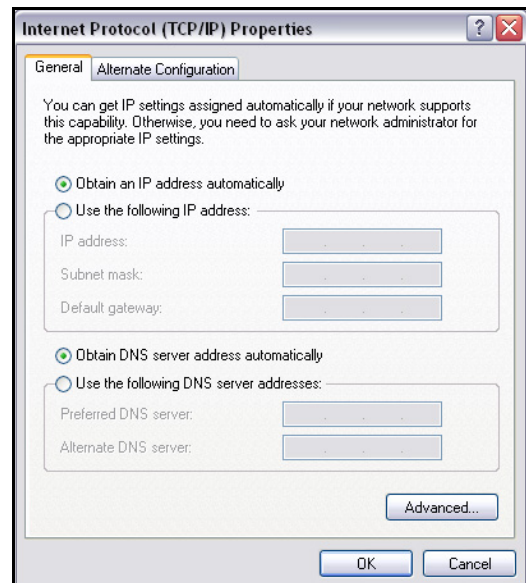 Internet Protocol (TCP/IP) Properties
?
General
Alternate Configuration
You can get IP settings assigned automatically if your network supports
this capability. Otherwise, you need to ask your network administrator for
the appropriate IP settings.
Obtain an IP address automatically
Use the following IP address:
IP address:
Subnet mask:
Default gateway:
Obtain DNS server address automatically
Use the following DNS server addresses:
Preferred DNS server:
Alternate DNS server:
Advanced...
OK
Cancel